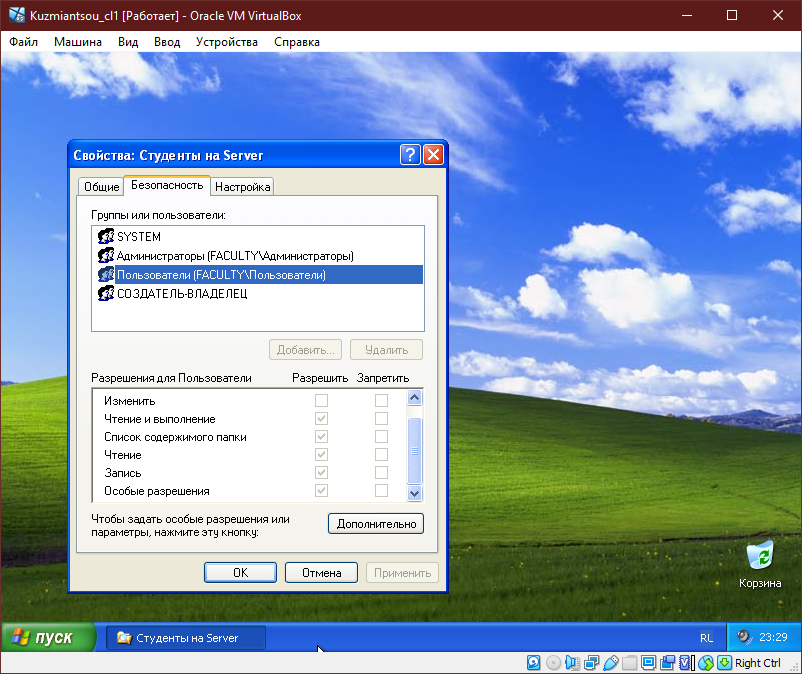 Kuzmiantsou_cl1 [Работает] - Oracle VM VirtualBox
Файл Машина Вид Ввод Устройства Справка
Свойства: Студенты на Server
Общие Безопасность Настройка
Группы или пользователи:
SYSTEM
Администраторы (FACULTY\Администраторы)
Пользователи (FACULTY\Пользователи)
СОЗДАТЕЛЬ-ВЛАДЕЛЕЦ
Добавить... Удалить
Разрешения для Пользователи Разрешить Запретить
Изменить
Чтение и выполнение
Список содержимого папки
Чтение
Запись
Особые разрешения
Чтобы задать особые разрешения или
параметры, нажмите эту кнопку:
Дополнительно
OK Отмена Применить
Корзина
пуск Студенты на Server RL 23:29
Right Ctrl